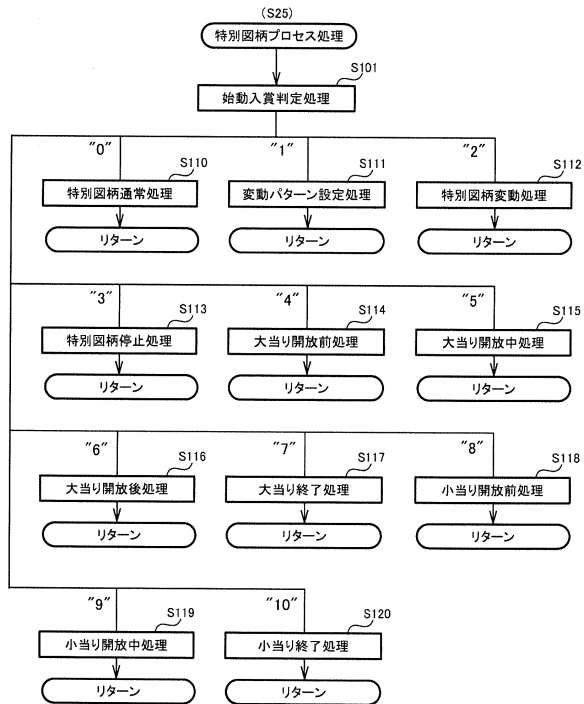 (S25)
特別図柄プロセス処理
S101
始動入賞判定処理
"0"
"1"
"2"
S110
S111
S112
特別図柄通常処理
変動パターン設定処理
特別図柄変動処理
リターン
リターン
リターン
"3"
"4"
"5"
S113
S114
S115
特別図柄停止処理
大当り開放前処理
大当り開放中処理
リターン
リターン
リターン
"6"
"7"
"8"
S116
S117
S118
大当り開放後処理
大当り終了処理
小当り開放前処理
リターン
リターン
リターン
"9"
"10"
S119
S120
小当り開放中処理
小当り終了処理
リターン
リターン